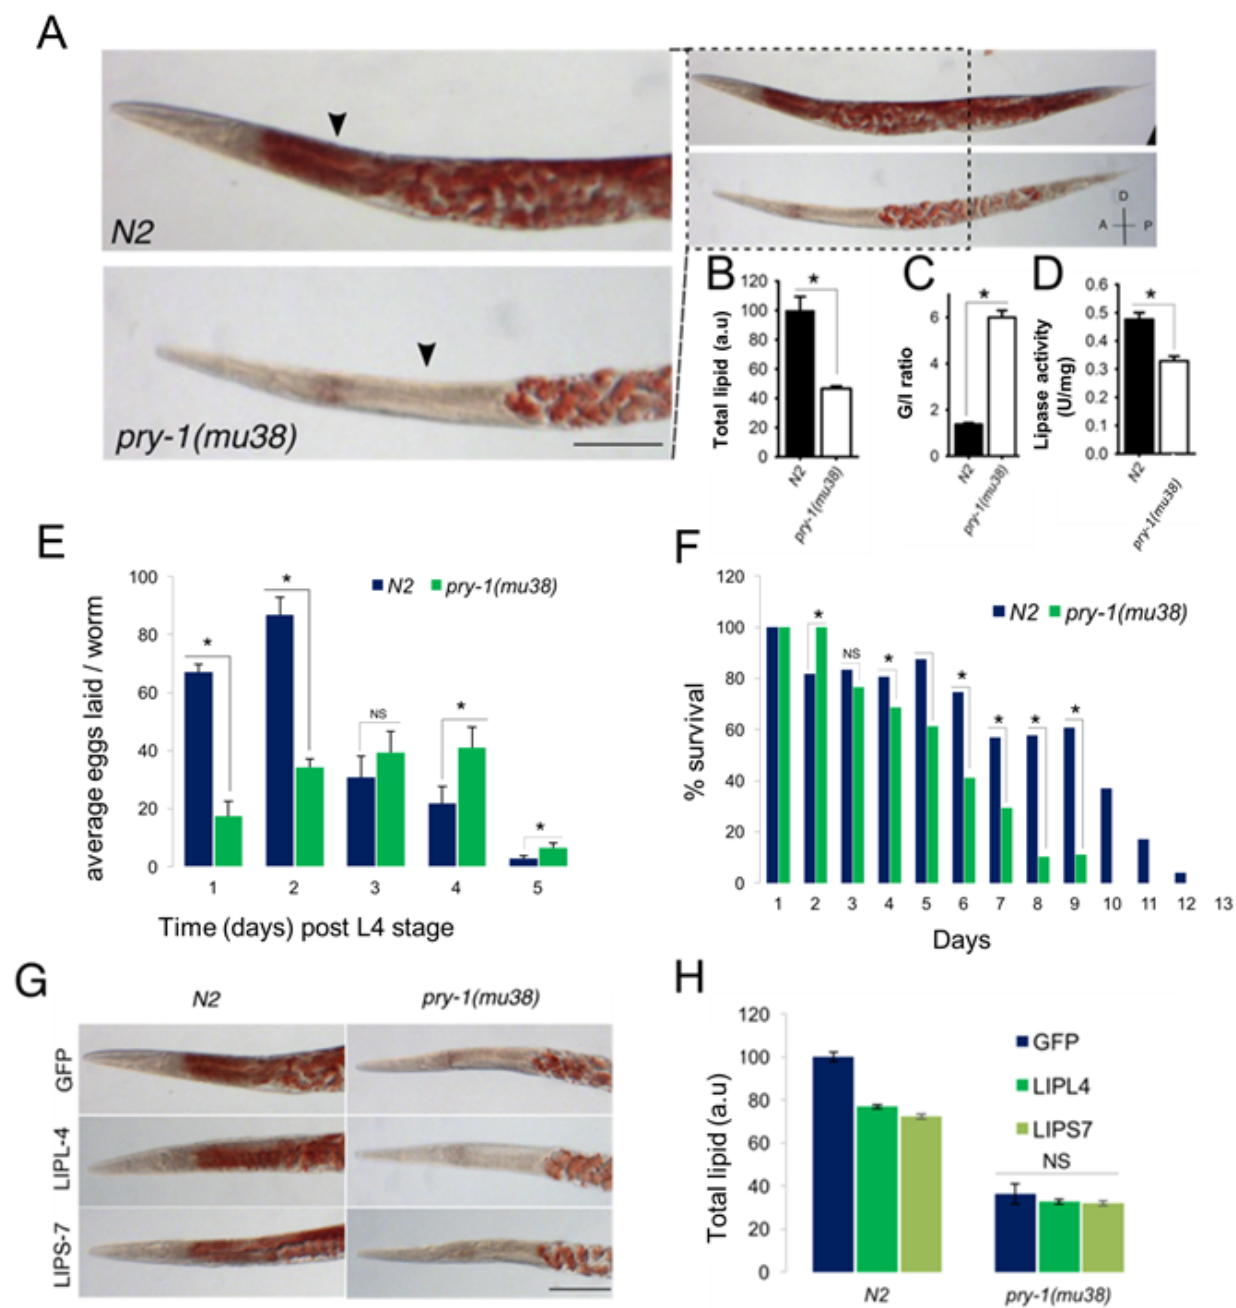 A
N2
pry-1(mu38)
D
A P
B
Total lipid (a.u)
120
100
80
60
40
20
0
*
N2
pry-1(mu38)
C
G/I ratio
6
4
2
0
*
N2
pry-1(mu38)
D
Lipase activity
(U/mg)
0.6
0.5
0.4
0.3
0.2
0.1
0.0
*
N2
pry-1(mu38)
E
average eggs laid / worm
100
80
60
40
20
0
N2 pry-1(mu38)
* * NS * *
1 2 3 4 5
Time (days) post L4 stage
F
% survival
120
100
80
60
40
20
0
N2 pry-1(mu38)
* NS * * * * *
1 2 3 4 5 6 7 8 9 10 11 12 13
Days
G
N2 pry-1(mu38)
GFP
LIPL-4
LIPS-7
H
Total lipid (a.u)
120
100
80
60
40
20
0
GFP
LIPL4
LIPS7
NS
N2 pry-1(mu38)